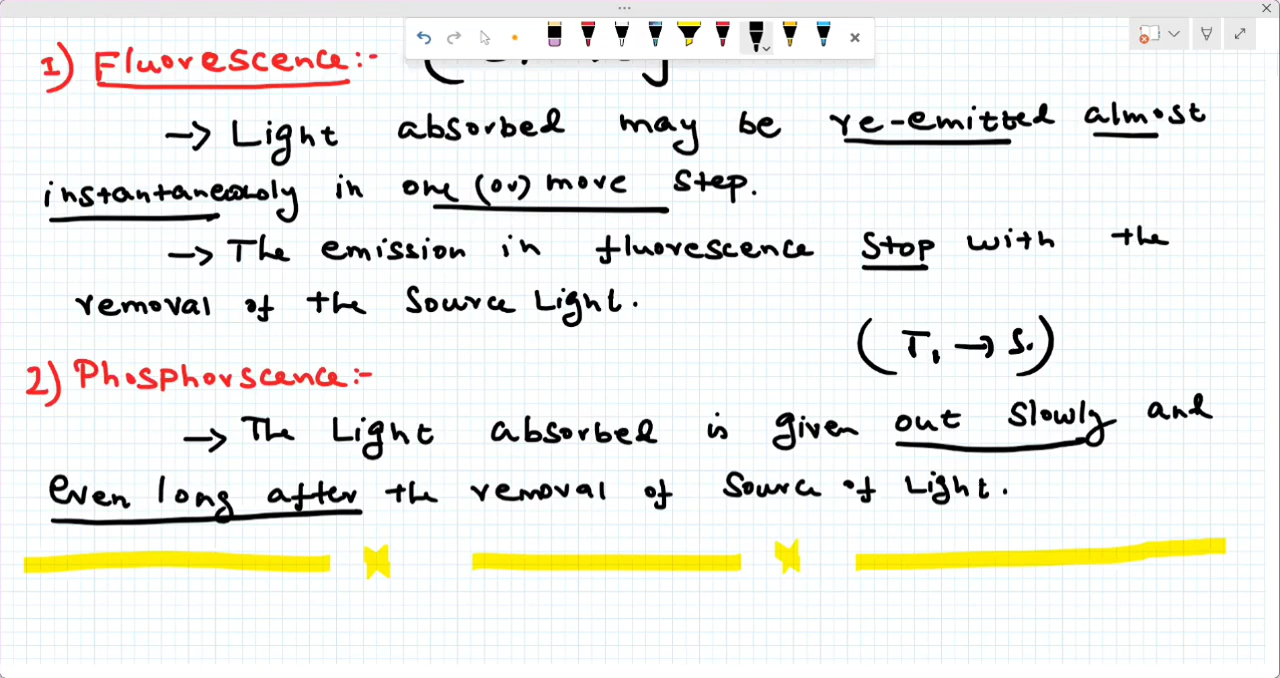 1) Fluorescence:-
→ Light absorbed may be re-emitted almost
instantaneously in one (or) more step.
→ The emission in fluorescence stop with the
removal of the Source Light.
(T₁ → S.)
2) Phosphorscence:-
→ The Light absorbed is given out slowly and
even long after the removal of Source of Light.